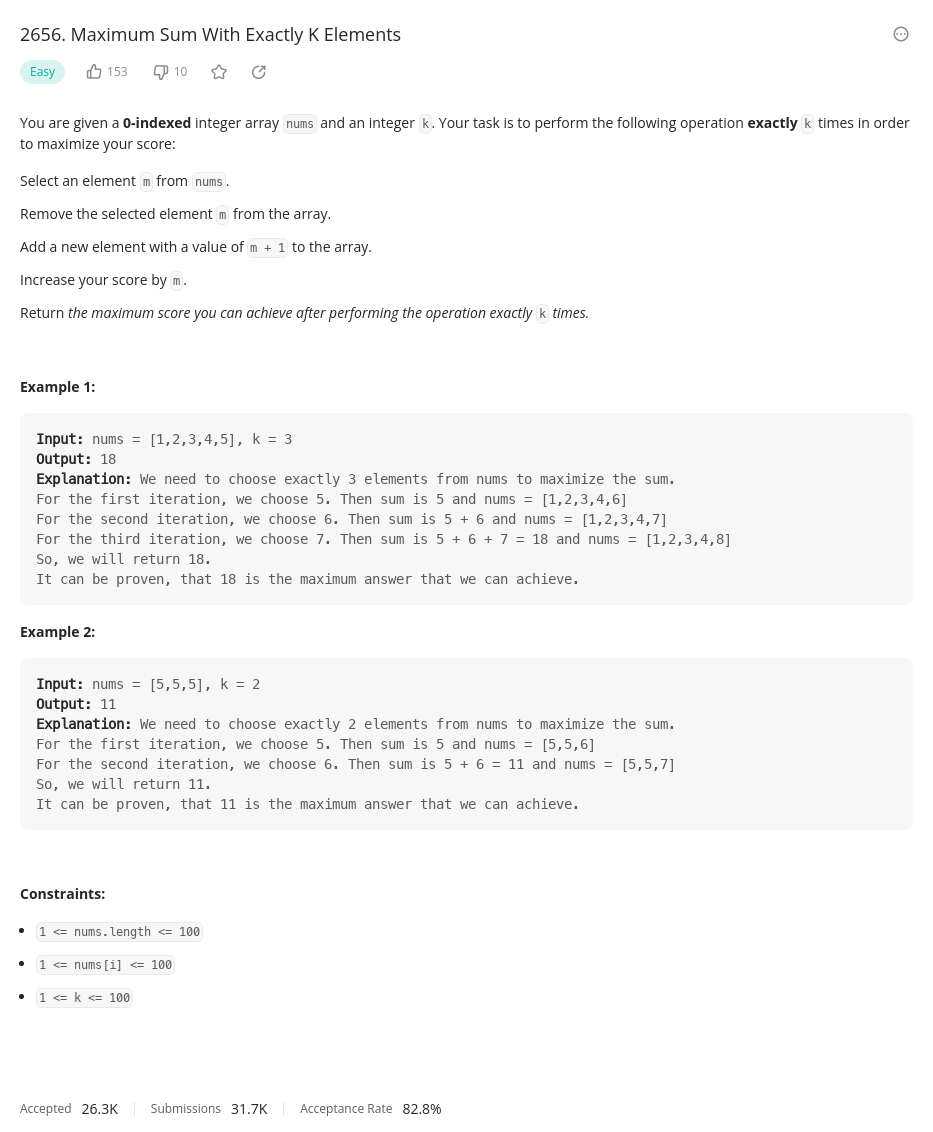 2656. Maximum Sum With Exactly K Elements
Easy 153 10
You are given a 0-indexed integer array nums and an integer k. Your task is to perform the following operation exactly k times in order
to maximize your score:
Select an element m from nums.
Remove the selected element m from the array.
Add a new element with a value of m + 1 to the array.
Increase your score by m.
Return the maximum score you can achieve after performing the operation exactly k times.
Example 1:
Input: nums = [1,2,3,4,5], k = 3
Output: 18
Explanation: We need to choose exactly 3 elements from nums to maximize the sum.
For the first iteration, we choose 5. Then sum is 5 and nums = [1,2,3,4,6]
For the second iteration, we choose 6. Then sum is 5 + 6 and nums = [1,2,3,4,7]
For the third iteration, we choose 7. Then sum is 5 + 6 + 7 = 18 and nums = [1,2,3,4,8]
So, we will return 18.
It can be proven, that 18 is the maximum answer that we can achieve.
Example 2:
Input: nums = [5,5,5], k = 2
Output: 11
Explanation: We need to choose exactly 2 elements from nums to maximize the sum.
For the first iteration, we choose 5. Then sum is 5 and nums = [5,5,6]
For the second iteration, we choose 6. Then sum is 5 + 6 = 11 and nums = [5,5,7]
So, we will return 11.
It can be proven, that 11 is the maximum answer that we can achieve.
Constraints:
• 1 <= nums.length <= 100
• 1 <= nums[i] <= 100
• 1 <= k <= 100
Accepted 26.3K Submissions 31.7K Acceptance Rate 82.8%